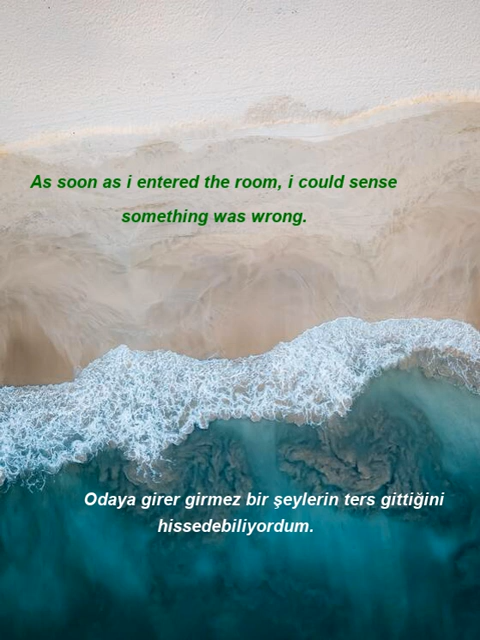 As soon as i entered the room, i could sense
something was wrong.
Odaya girer girmez bir şeylerin ters gittiğini
hissedebiliyordum.